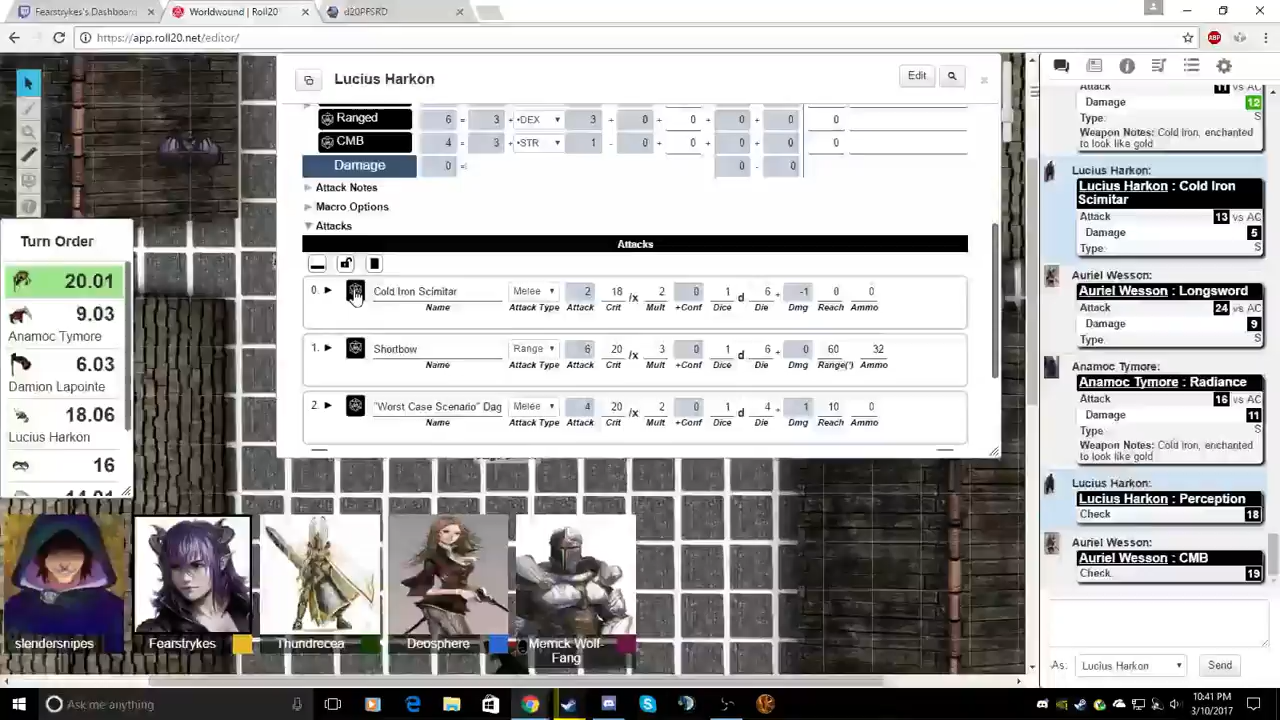 Fearstrykes's Dashboard
Worldwound | Roll20
d20PFSRD
https://app.roll20.net/editor/
Lucius Harkon
Edit
Ranged 6 = 3 + •DEX 3 + 0 + 0 + 0 + 0 0
CMB 4 = 3 + •STR 1 - 0 + 0 + 0 + 0 0
Damage 0 0 - 0
Attack Notes
Macro Options
Attacks
Attacks
0. Cold Iron Scimitar Melee 2 18 /x 2 0 1 d 6 + -1 0 0
Name Attack Type Attack Crit Mult +Conf Dice Die Dmg Reach Ammo
1. Shortbow Range 6 20 /x 3 0 1 d 6 + 0 60 32
Name Attack Type Attack Crit Mult +Conf Dice Die Dmg Range(') Ammo
2. "Worst Case Scenario" Dag Melee 4 20 /x 2 0 1 d 4 + 1 10 0
Name Attack Type Attack Crit Mult +Conf Dice Die Dmg Reach Ammo
Turn Order
20.01
9.03
Anamoc Tymore
6.03
Damion Lapointe
18.06
Lucius Harkon
16
slendersnipes
Fearstrykes
Thundrecea
Deosphere
Merrick Wolf-
Fang
Attack 11 vs AC
Damage 12
Type: S
Weapon Notes: Cold Iron, enchanted
to look like gold
Lucius Harkon:
Lucius Harkon : Cold Iron
Scimitar
Attack 13 vs AC
Damage 5
Type: S
Auriel Wesson:
Auriel Wesson : Longsword
Attack 24 vs AC
Damage 9
Type: S
Anamoc Tymore:
Anamoc Tymore : Radiance
Attack 16 vs AC
Damage 11
Type S
Weapon Notes: Cold Iron, enchanted
to look like gold
Lucius Harkon:
Lucius Harkon : Perception
Check 18
Auriel Wesson:
Auriel Wesson : CMB
Check 19
As: Lucius Harkon Send
Ask me anything
10:41 PM
3/10/2017